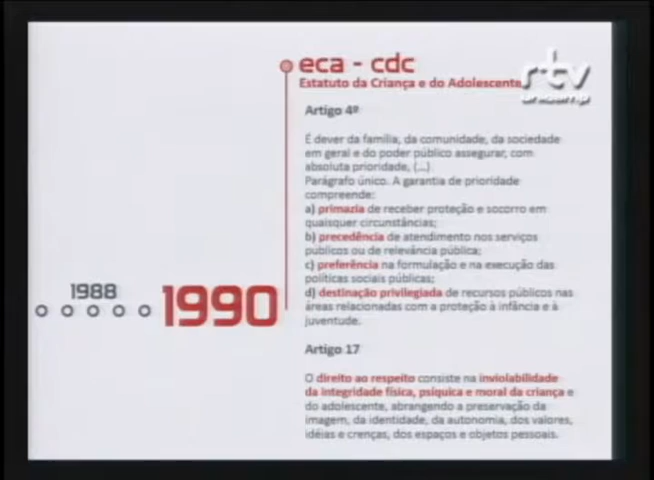 eca - cdc
Estatuto da Criança e do Adolescente
rtv
unicamp
Artigo 4º
É dever da família, da comunidade, da sociedade
em geral e do poder público assegurar, com
absoluta prioridade, (...)
Parágrafo único. A garantia de prioridade
compreende:
a) primazia de receber proteção e socorro em
quaisquer circunstâncias;
b) precedência de atendimento nos serviços
públicos ou de relevância pública;
c) preferência na formulação e na execução das
políticas sociais públicas;
d) destinação privilegiada de recursos públicos nas
áreas relacionadas com a proteção à infância e à
juventude.
1988
1990
Artigo 17
O direito ao respeito consiste na inviolabilidade
da integridade física, psíquica e moral da criança e
do adolescente, abrangendo a preservação da
imagem, da identidade, da autonomia, dos valores,
idéias e crenças, dos espaços e objetos pessoais.